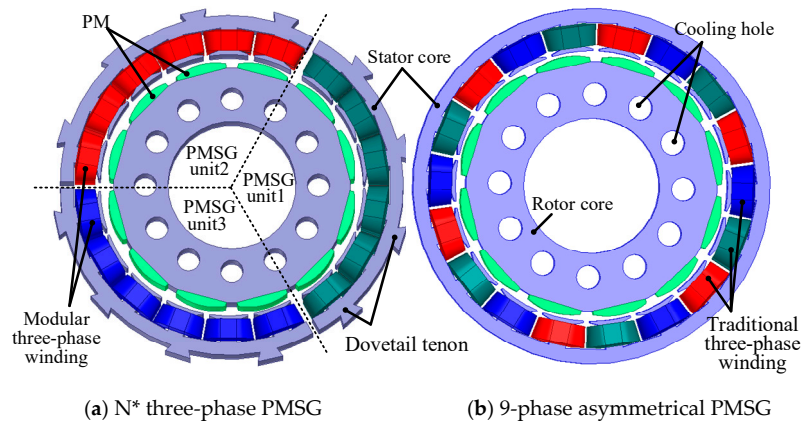 PM
Stator core
Cooling hole
PMSG
unit2
PMSG
unit1
PMSG
unit3
Rotor core
Modular
three-phase
winding
Dovetail tenon
Traditional
three-phase
winding
(a) N* three-phase PMSG
(b) 9-phase asymmetrical PMSG